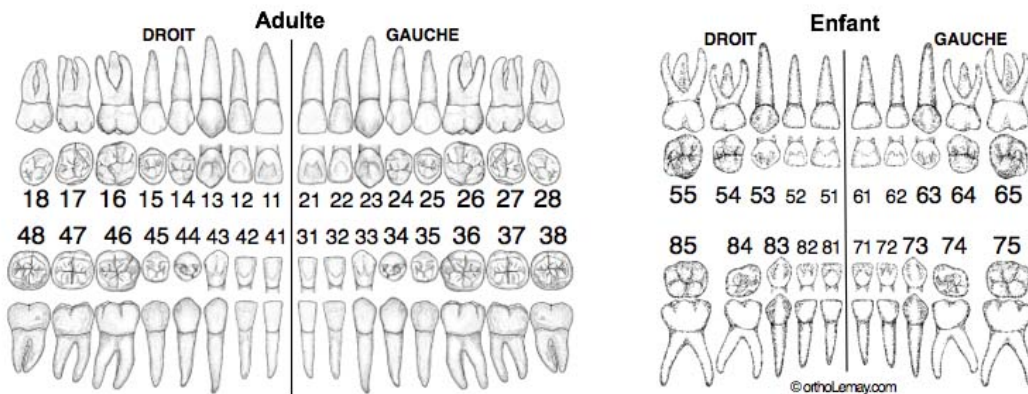 Adulte
DROIT GAUCHE
18 17 16 15 14 13 12 11 21 22 23 24 25 26 27 28
48 47 46 45 44 43 42 41 31 32 33 34 35 36 37 38
Enfant
DROIT GAUCHE
55 54 53 52 51 61 62 63 64 65
85 84 83 82 81 71 72 73 74 75
©orthoLemay.com